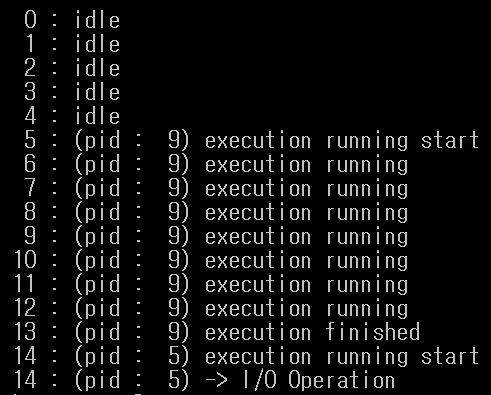 0 : idle
1 : idle
2 : idle
3 : idle
4 : idle
5 : (pid :  9) execution running start
6 : (pid :  9) execution running
7 : (pid :  9) execution running
8 : (pid :  9) execution running
9 : (pid :  9) execution running
10 : (pid :  9) execution running
11 : (pid :  9) execution running
12 : (pid :  9) execution running
13 : (pid :  9) execution finished
14 : (pid :  5) execution running start
14 : (pid :  5) -> I/O Operation